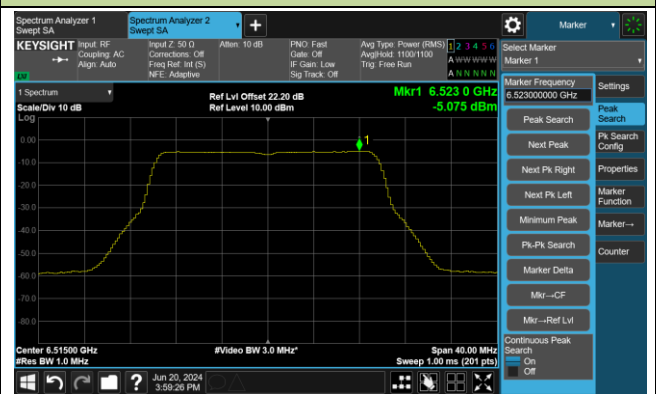 Spectrum Analyzer 1
Swept SA
Spectrum Analyzer 2
Swept SA
+
Marker
KEYSIGHT
Input: RF
Coupling: AC
Align: Auto
Input Z: 50 Ω
Corrections: Off
Freq Ref: Int (S)
NFE: Adaptive
Atten: 10 dB
PNO: Fast
Gate: Off
IF Gain: Low
Sig Track: Off
Avg Type: Power (RMS)
Avg|Hold: 1100/1100
Trig: Free Run
1 2 3 4 5 6
A W W W W W
A N N N N N
LXI
Select Marker
Marker 1
1 Spectrum
Scale/Div 10 dB
Ref Lvl Offset 22.20 dB
Ref Level 10.00 dBm
Mkr1 6.523 0 GHz
-5.075 dBm
Log
0.00
-10.0
-20.0
-30.0
-40.0
-50.0
-60.0
-70.0
-80.0
1
Center 6.51500 GHz
#Res BW 1.0 MHz
#Video BW 3.0 MHz*
Span 40.00 MHz
Sweep 1.00 ms (201 pts)
Marker Frequency
6.523000000 GHz
Peak Search
Next Peak
Next Pk Right
Next Pk Left
Minimum Peak
Pk-Pk Search
Marker Delta
Mkr→CF
Mkr→Ref Lvl
Continuous Peak
Search
On
Off
Settings
Peak
Search
Pk Search
Config
Properties
Marker
Function
Marker→
Counter
?
Jun 20, 2024
3:59:26 PM